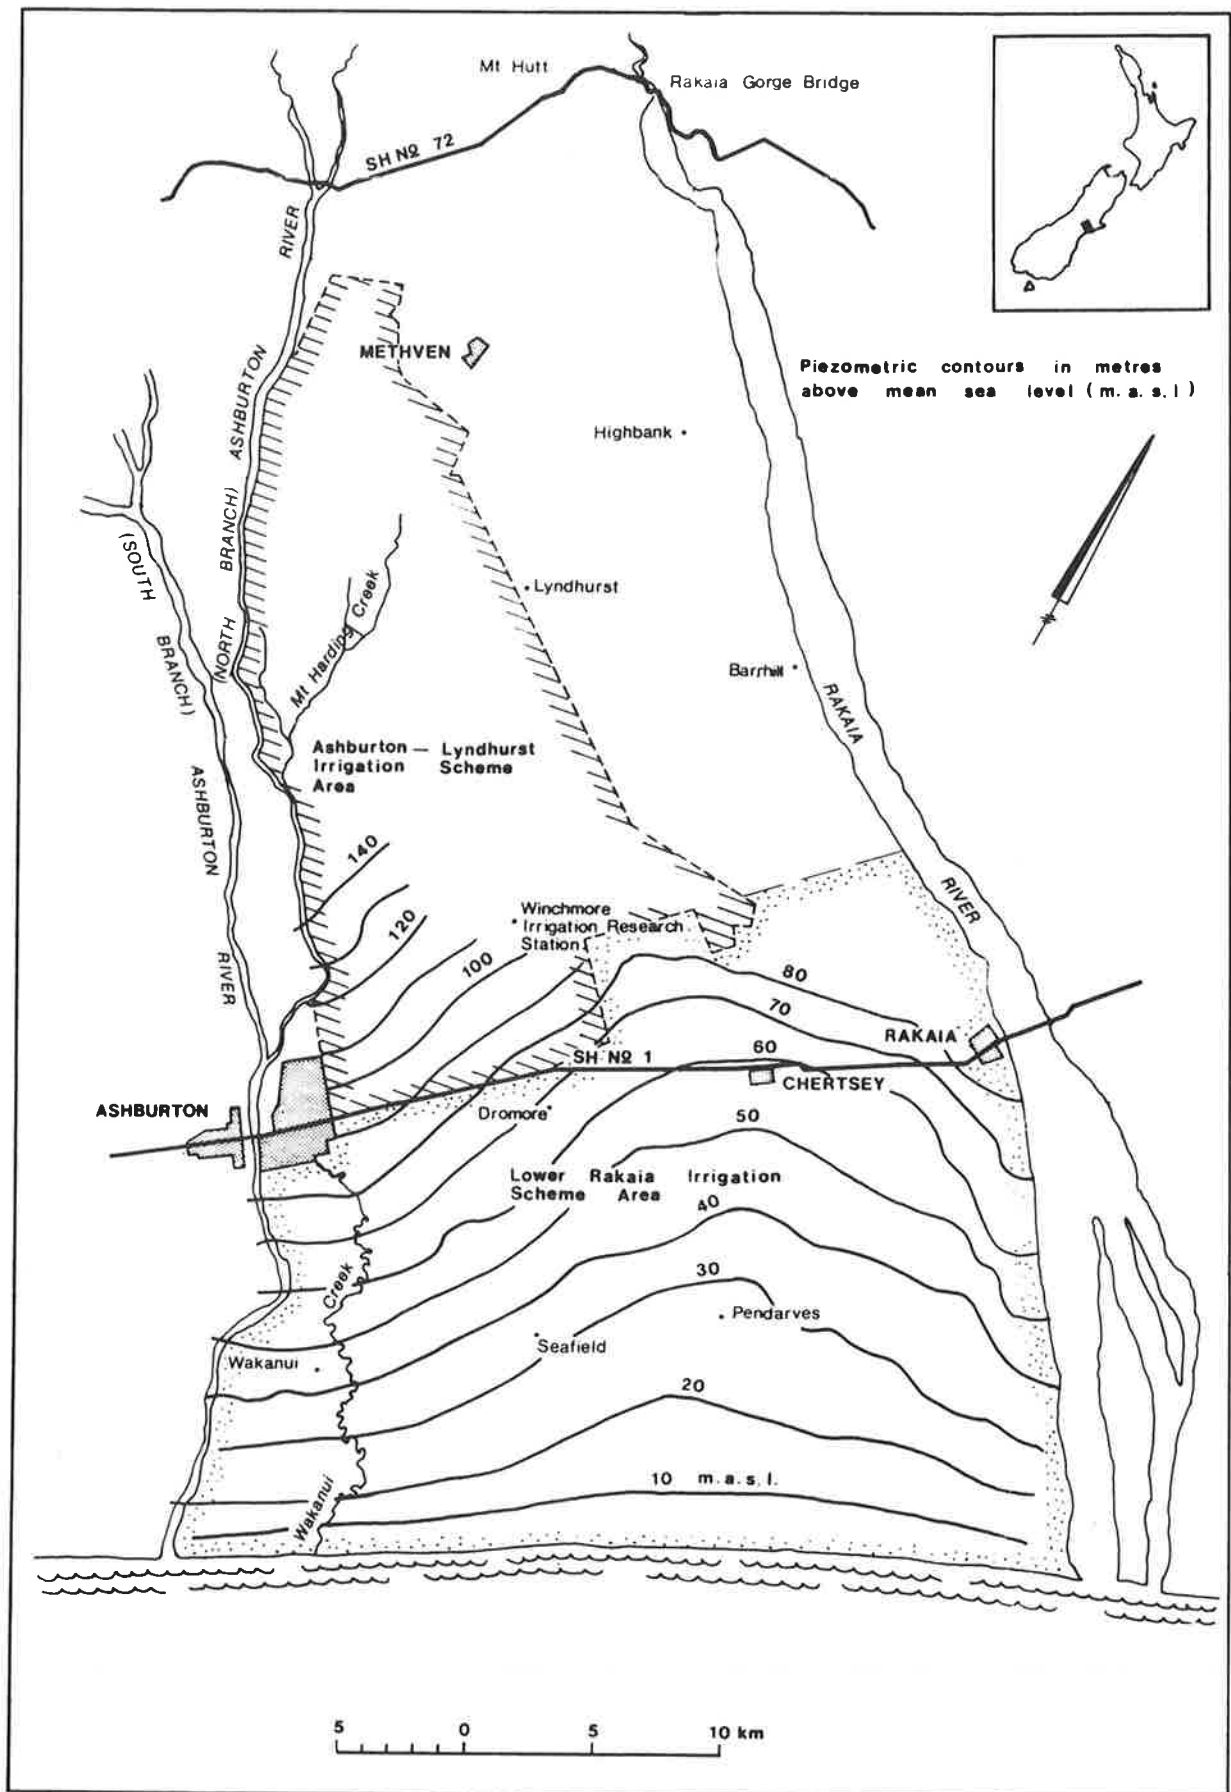 Mt Hutt
Rakaia Gorge Bridge
SH Nº 72
RIVER
ASHBURTON
BRANCH)
(NORTH
METHVEN
Piezometric contours in metres
above mean sea level (m.a.s.l)
Highbank
(SOUTH
BRANCH)
ASHBURTON
RIVER
Mt Harding Creek
Lyndhurst
Barrhill
RAKAIA
RIVER
Ashburton — Lyndhurst
Irrigation Scheme
Area
140
120
100
Winchmore
Irrigation Research
Station
80
70
60
RAKAIA
SH Nº 1
CHERTSEY
ASHBURTON
Dromore
50
Lower Rakaia Irrigation
Scheme Area
40
30
Pendarves
Seafield
Creek
Wakanui
Wakanui
20
10 m.a.s.l.
5 0 5 10 km